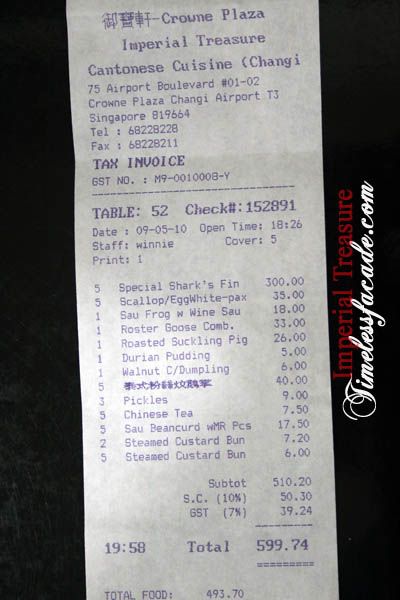 御寶軒-Crowne Plaza
Imperial Treasure
Cantonese Cuisine (Changi
75 Airport Boulevard #01-02
Crowne Plaza Changi Airport T3
Singapore 819664
Tel : 68228228
Fax : 68228211
TAX INVOICE
GST NO. : M9-0010008-Y
TABLE: 52 Check#: 152891
Date : 09-05-10 Open Time: 18:26
Staff: winnie Cover: 5
Print: 1
5 Special Shark's Fin 300.00
5 Scallop/EggWhite-pax 35.00
1 Sau Frog w Wine Sau 18.00
1 Roster Goose Comb. 33.00
1 Roasted Suckling Pig 26.00
1 Durian Pudding 5.00
1 Walnut C/Dumpling 6.00
5 40.00
3 Pickles 9.00
5 Chinese Tea 7.50
5 Sau Beancurd wMR Pcs 17.50
2 Steamed Custard Bun 7.20
5 Steamed Custard Bun 6.00
Subtot 510.20
S.C. (10%) 50.30
GST (7%) 39.24
19:58 Total 599.74
TOTAL FOOD: 493.70
Imperial Treasure
Timelessfacade.com